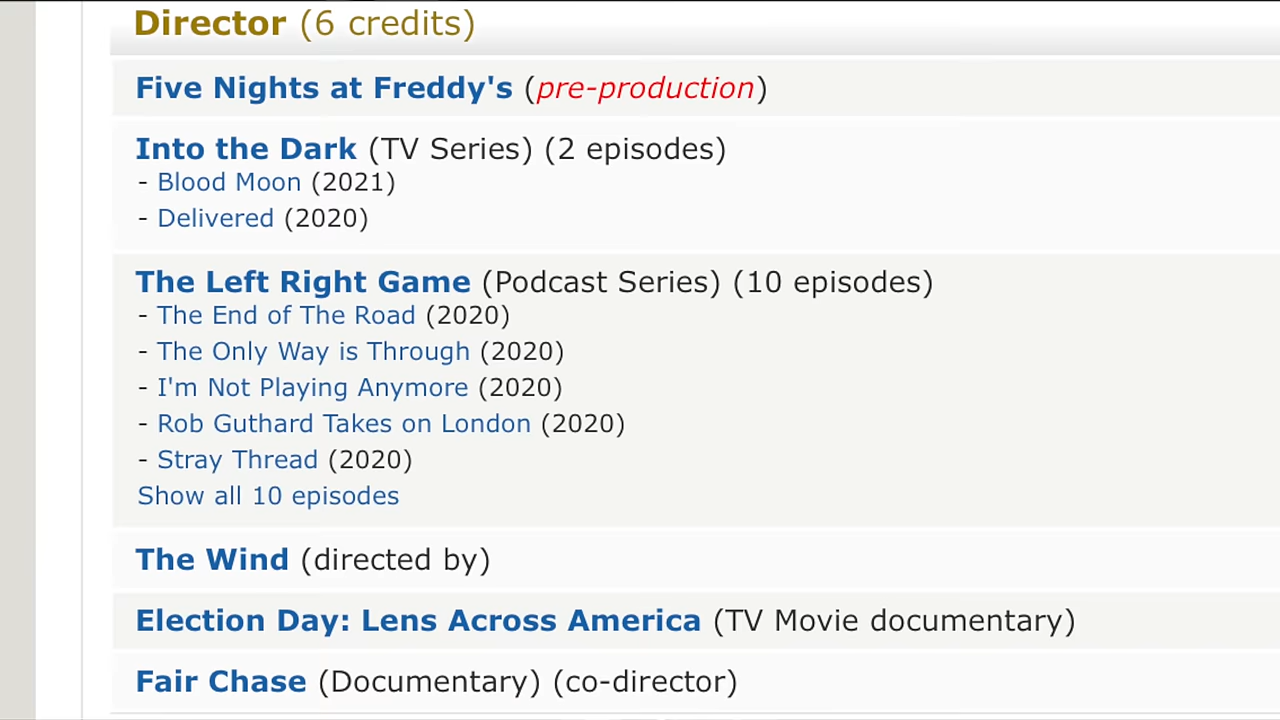 Director (6 credits)
Five Nights at Freddy's (pre-production)
Into the Dark (TV Series) (2 episodes)
- Blood Moon (2021)
- Delivered (2020)
The Left Right Game (Podcast Series) (10 episodes)
- The End of The Road (2020)
- The Only Way is Through (2020)
- I'm Not Playing Anymore (2020)
- Rob Guthard Takes on London (2020)
- Stray Thread (2020)
Show all 10 episodes
The Wind (directed by)
Election Day: Lens Across America (TV Movie documentary)
Fair Chase (Documentary) (co-director)